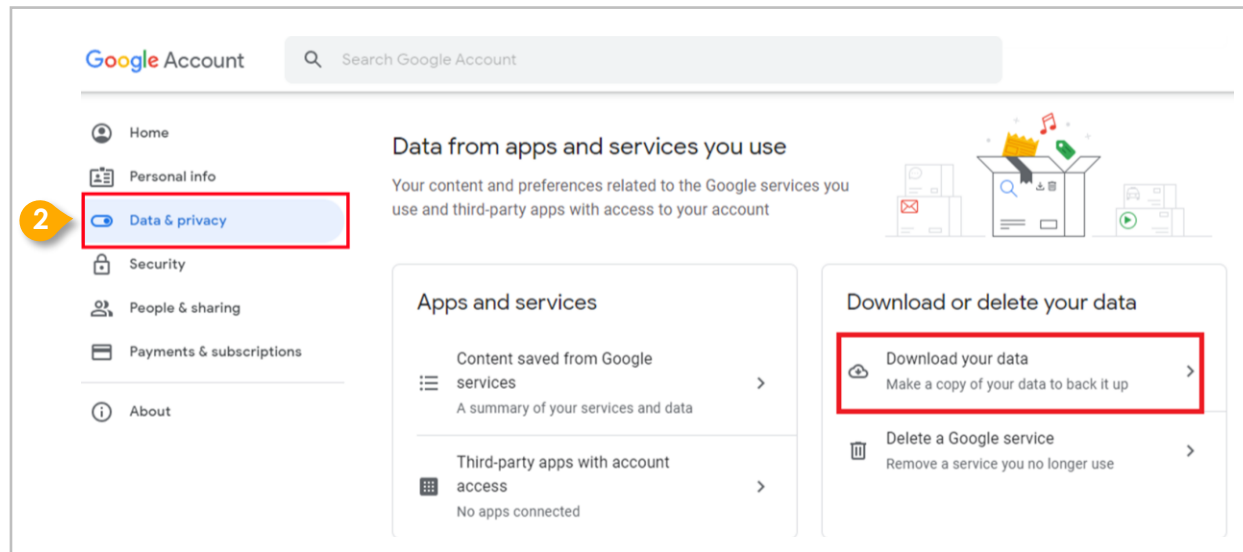 Google Account
Search Google Account
Home
Personal info
2
Data & privacy
Security
People & sharing
Payments & subscriptions
About
Data from apps and services you use
Your content and preferences related to the Google services you
use and third-party apps with access to your account
Apps and services
Content saved from Google
services
A summary of your services and data
Third-party apps with account
access
No apps connected
Download or delete your data
Download your data
Make a copy of your data to back it up
Delete a Google service
Remove a service you no longer use